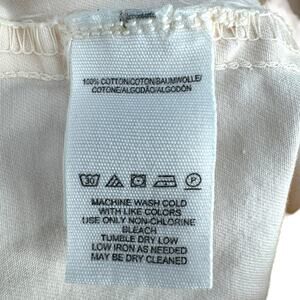 100% COTTON/COTON/BAUMWOLLE/
COTONE/ALGODÃO/ALGODÓN
30
P
MACHINE WASH COLD
WITH LIKE COLORS
USE ONLY NON-CHLORINE
BLEACH
TUMBLE DRY LOW
LOW IRON AS NEEDED
MAY BE DRY CLEANED